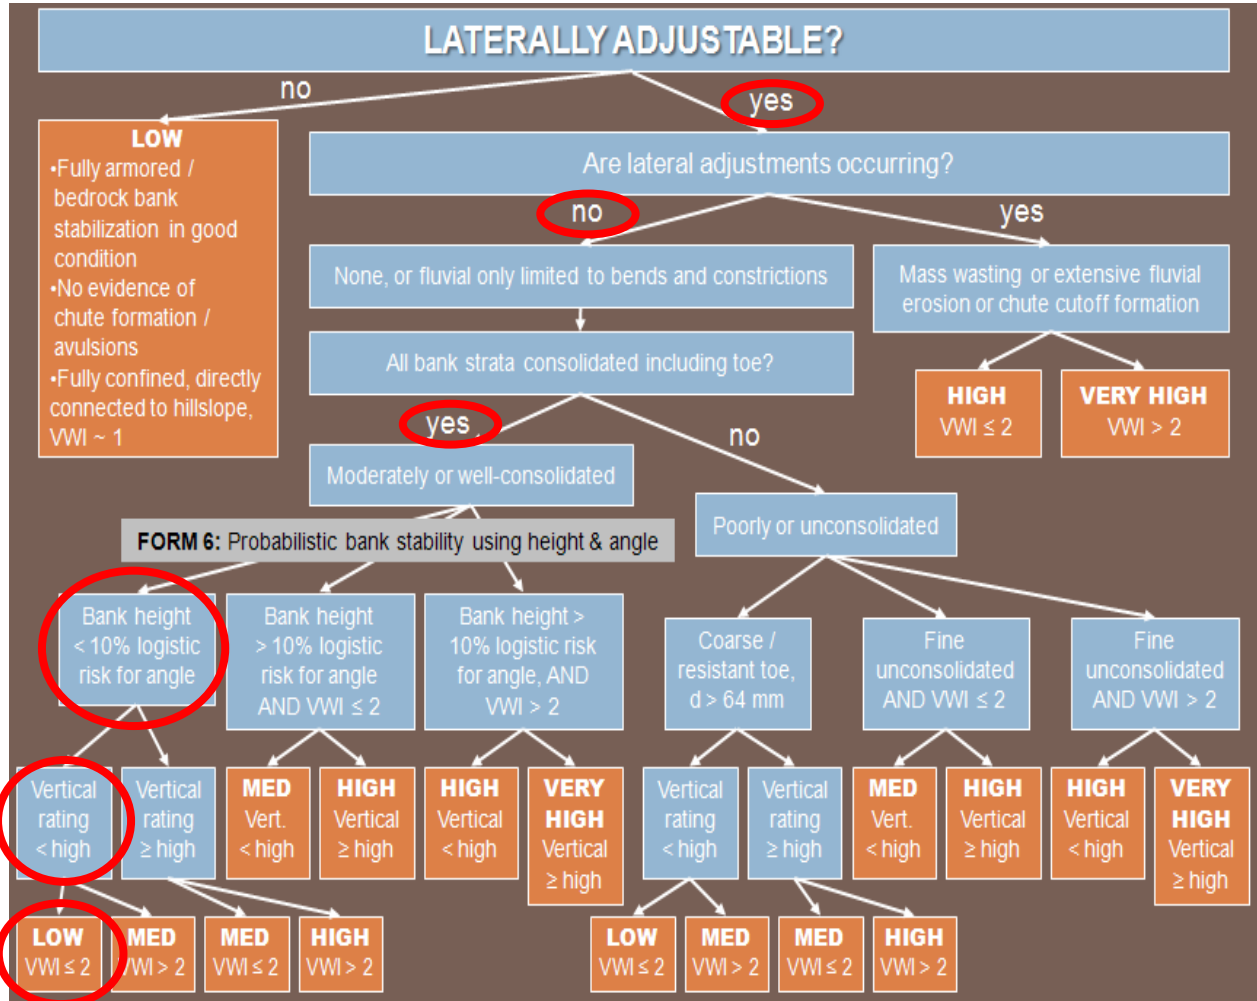 LATERALLY ADJUSTABLE?
no
yes
LOW
•Fully armored /
bedrock bank
stabilization in good
condition
•No evidence of
chute formation /
avulsions
•Fully confined, directly
connected to hillslope,
VWI ~ 1
Are lateral adjustments occurring?
no
yes
None, or fluvial only limited to bends and constrictions
Mass wasting or extensive fluvial
erosion or chute cutoff formation
All bank strata consolidated including toe?
HIGH
VWI ≤ 2
VERY HIGH
VWI > 2
yes
no
Moderately or well-consolidated
Poorly or unconsolidated
FORM 6: Probabilistic bank stability using height & angle
Bank height
< 10% logistic
risk for angle
Bank height
> 10% logistic
risk for angle
AND VWI ≤ 2
Bank height >
10% logistic risk
for angle, AND
VWI > 2
Coarse /
resistant toe,
d > 64 mm
Fine
unconsolidated
AND VWI ≤ 2
Fine
unconsolidated
AND VWI > 2
Vertical
rating
< high
Vertical
rating
≥ high
MED
Vert.
< high
HIGH
Vertical
≥ high
HIGH
Vertical
< high
VERY
HIGH
Vertical
≥ high
Vertical
rating
< high
Vertical
rating
≥ high
MED
Vert.
< high
HIGH
Vertical
≥ high
HIGH
Vertical
< high
VERY
HIGH
Vertical
≥ high
LOW
VWI ≤ 2
MED
VWI > 2
MED
VWI ≤ 2
HIGH
VWI > 2
LOW
VWI ≤ 2
MED
VWI > 2
MED
VWI ≤ 2
HIGH
VWI > 2